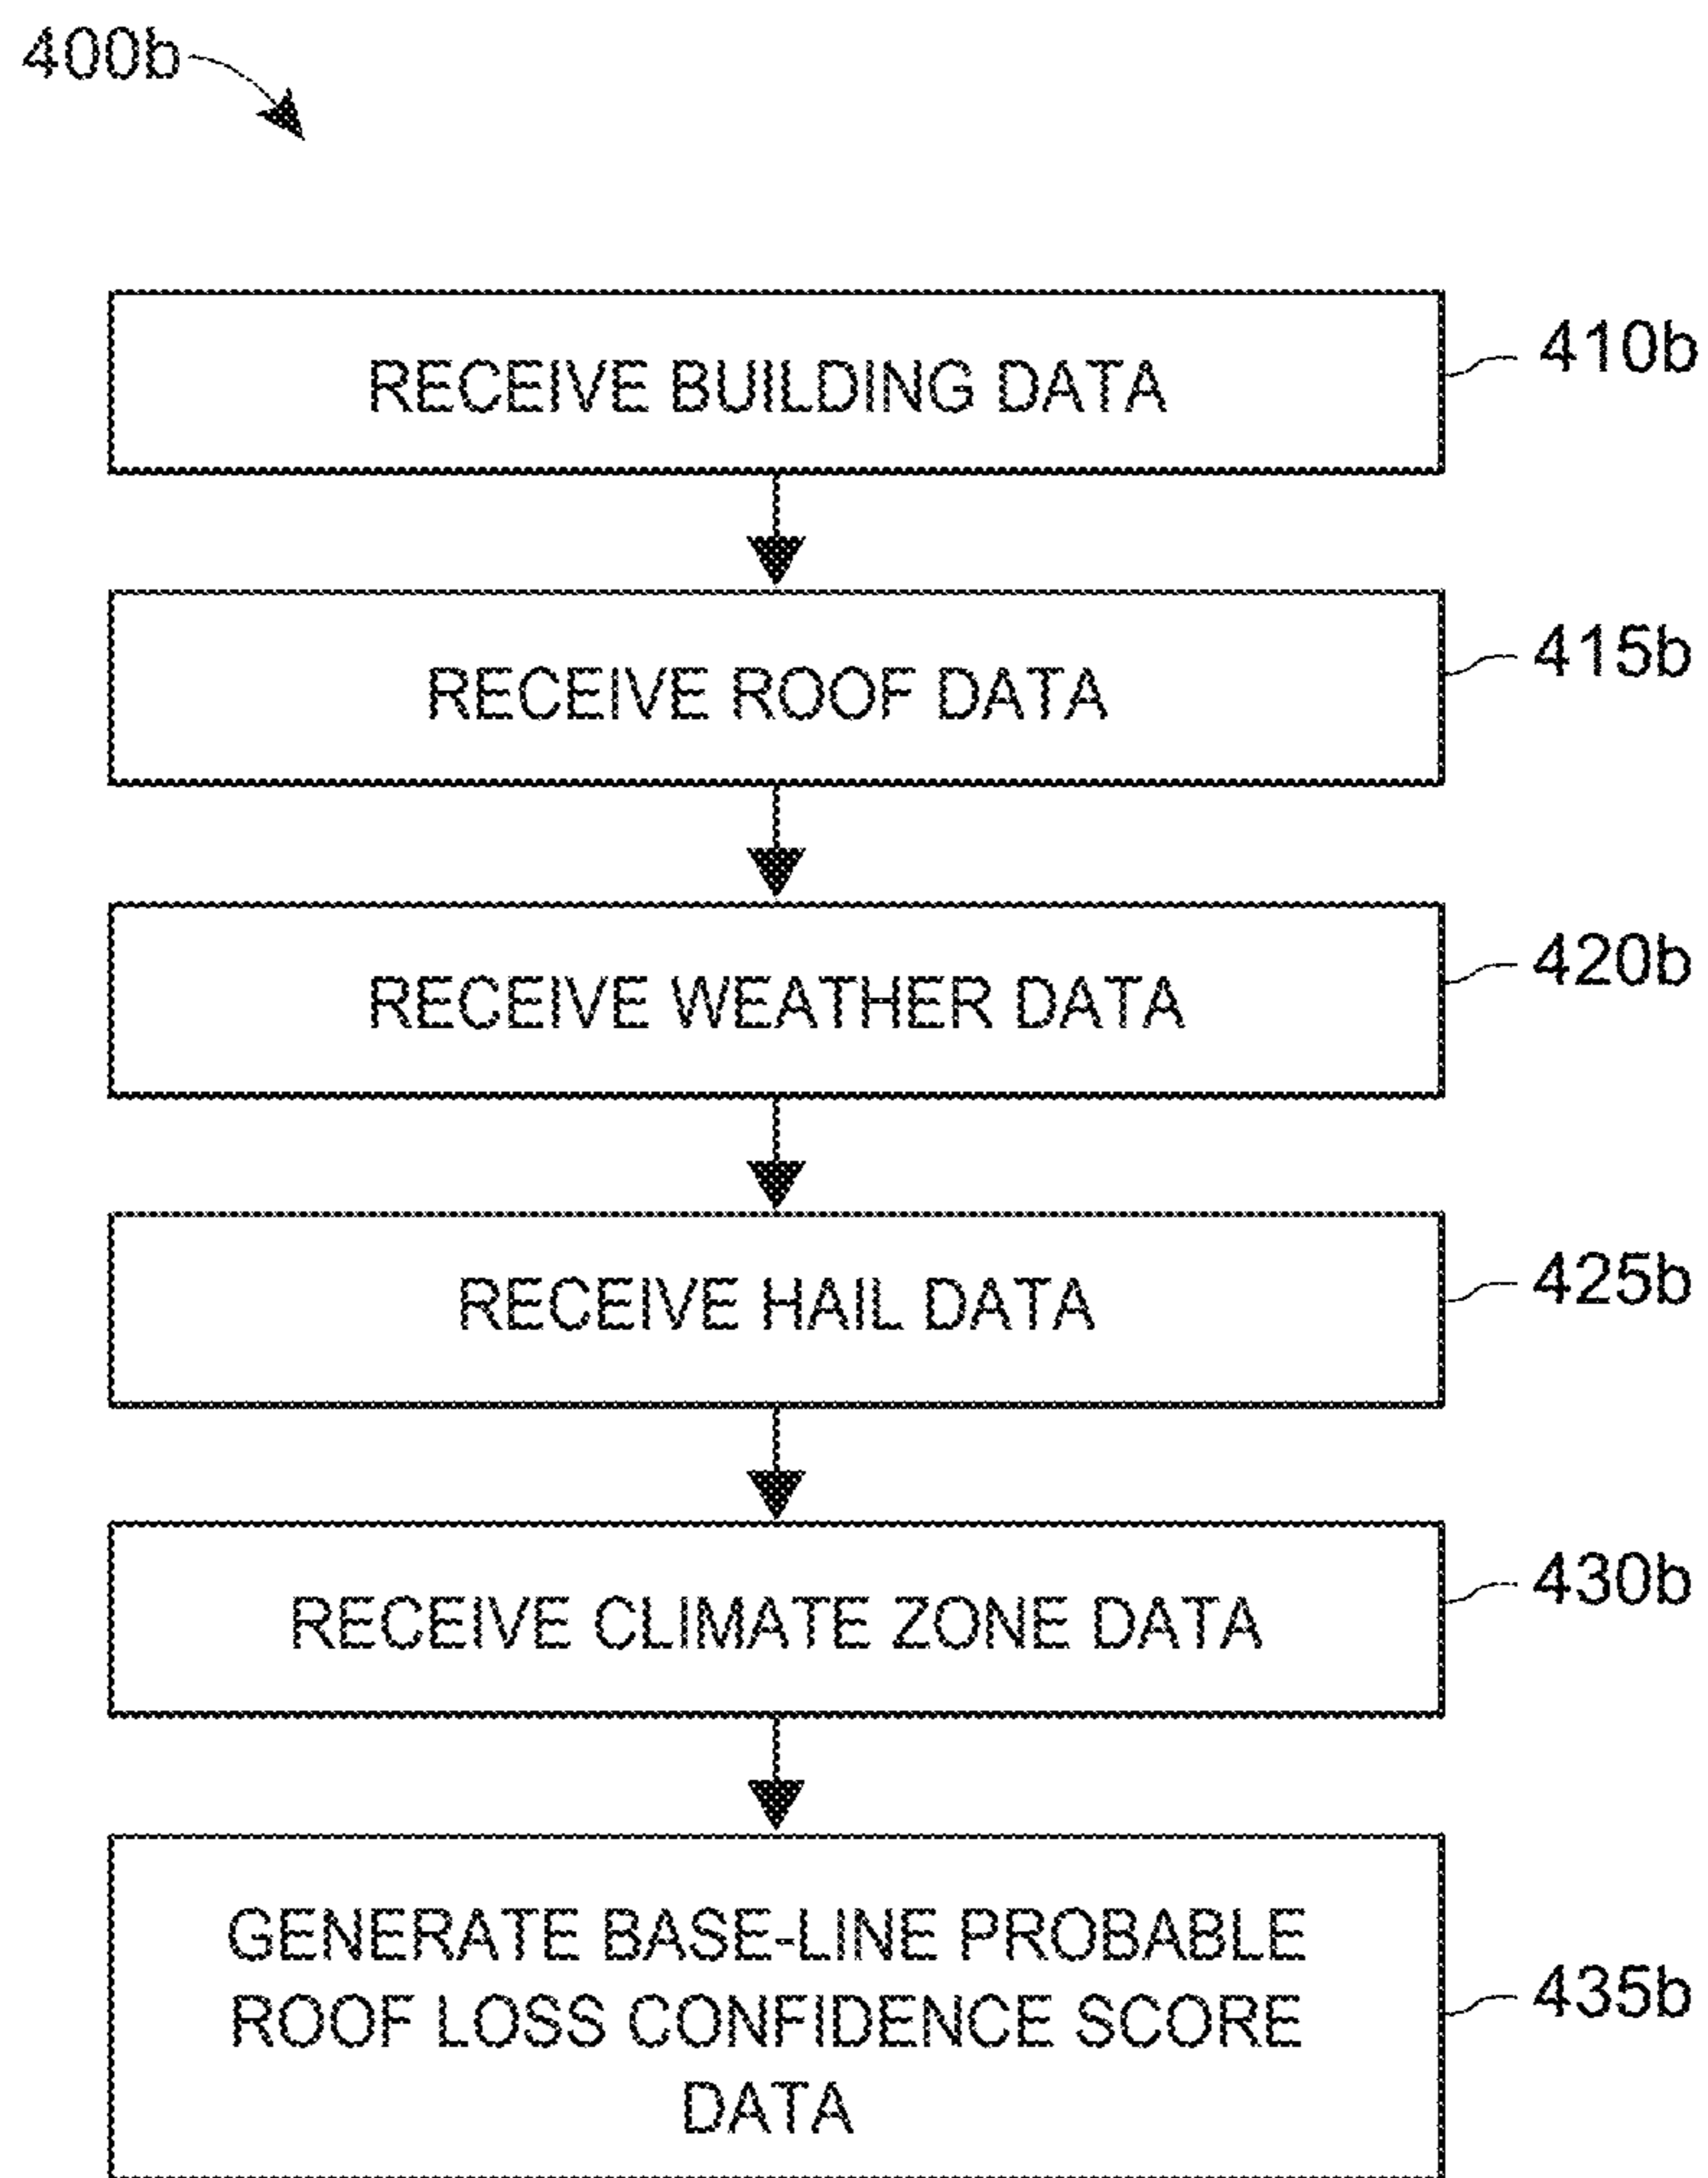 400b
RECEIVE BUILDING DATA
410b
RECEIVE ROOF DATA
415b
RECEIVE WEATHER DATA
420b
RECEIVE HAIL DATA
425b
RECEIVE CLIMATE ZONE DATA
430b
GENERATE BASE-LINE PROBABLE
ROOF LOSS CONFIDENCE SCORE
DATA
435b